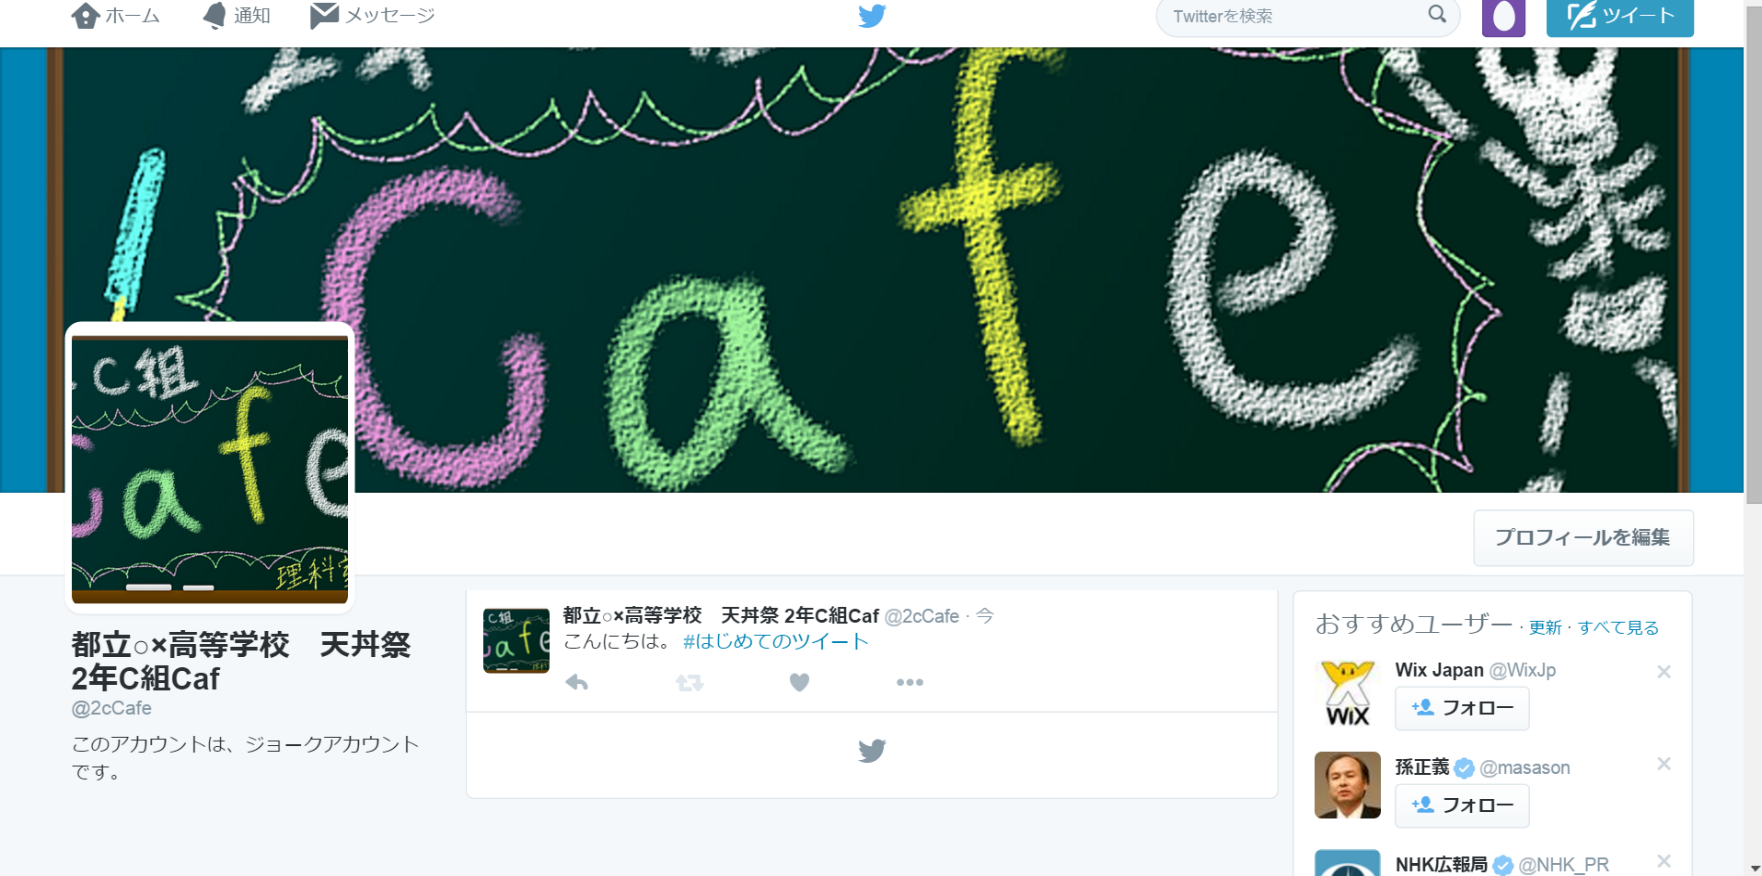 ホーム 通知 メッセージ Twitterを検索 ツイート
Cafe
C組
Cafe
理科室
プロフィールを編集
都立○×高等学校　天丼祭
2年C組Caf
@2cCafe
このアカウントは、ジョークアカウント
です。
都立○×高等学校　天丼祭 2年C組Caf @2cCafe · 今
こんにちは。 #はじめてのツイート
おすすめユーザー · 更新 · すべて見る
Wix Japan @WixJp
WiX
フォロー
孫正義 @masason
フォロー
NHK広報局 @NHK_PR